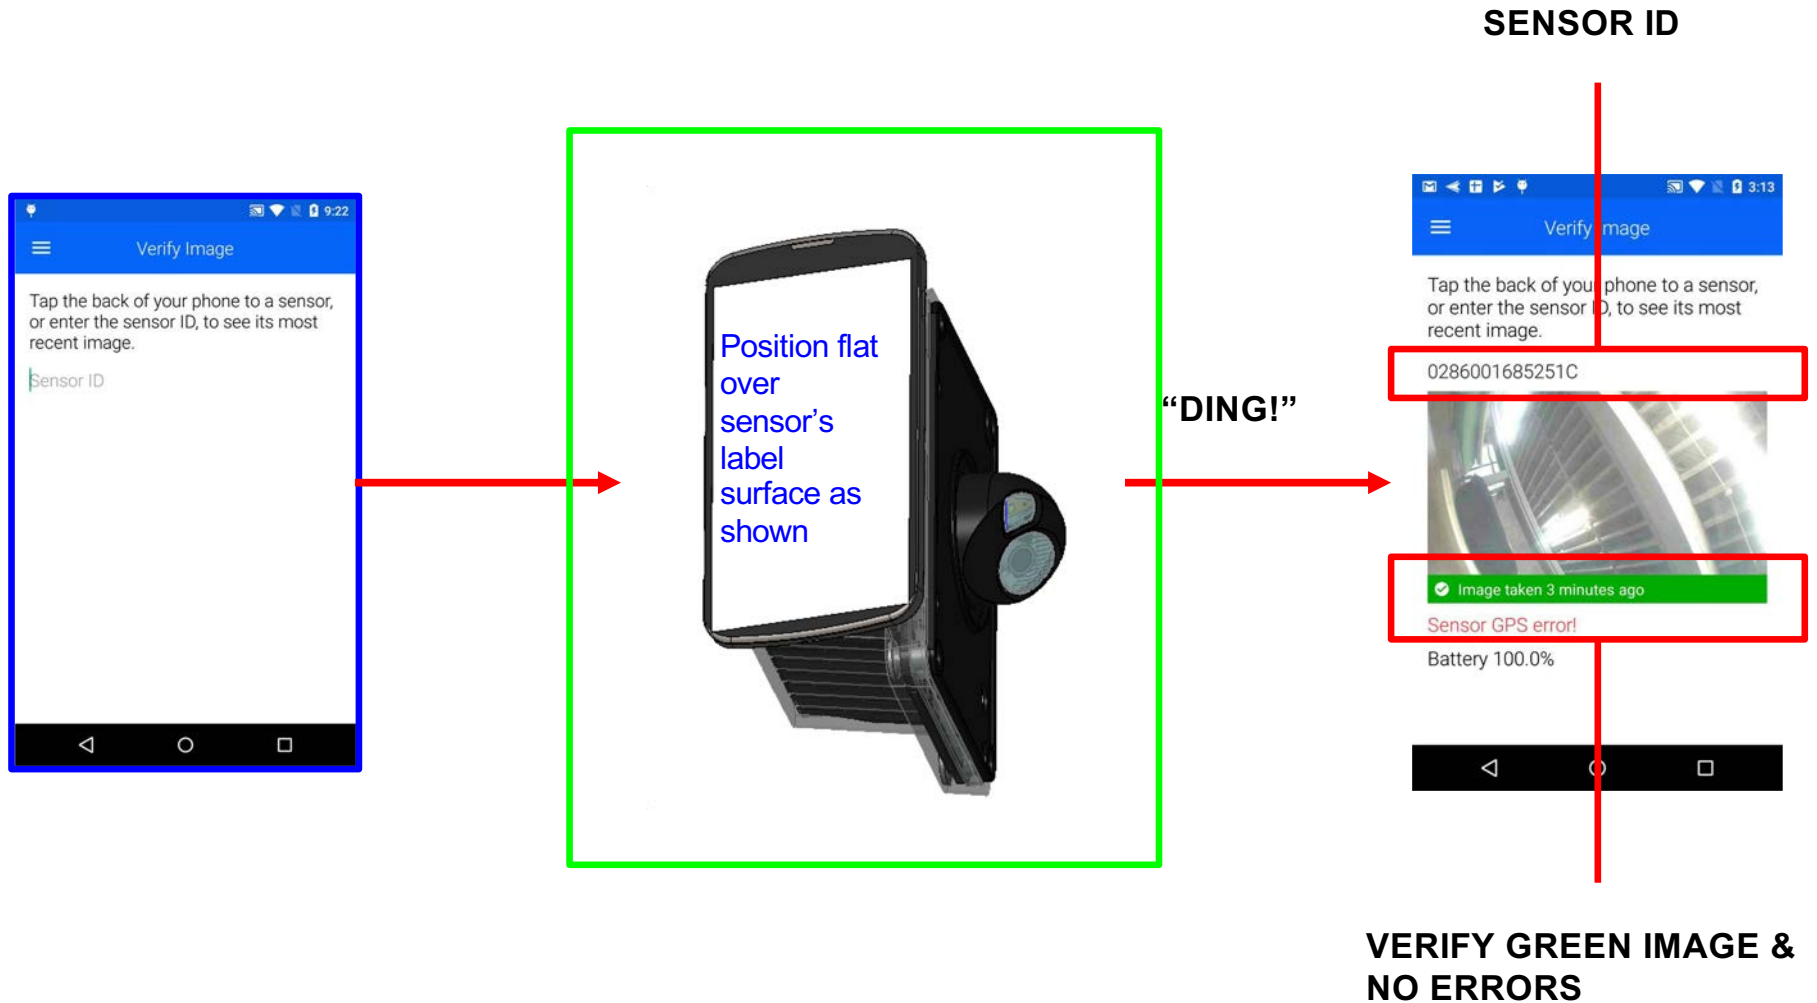 SENSOR ID
9:22
Verify Image
Tap the back of your phone to a sensor,
or enter the sensor ID, to see its most
recent image.
Sensor ID
Position flat
over
sensor’s
label
surface as
shown
“DING!”
3:13
Verify Image
Tap the back of your phone to a sensor,
or enter the sensor ID, to see its most
recent image.
0286001685251C
Image taken 3 minutes ago
Sensor GPS error!
Battery 100.0%
VERIFY GREEN IMAGE &
NO ERRORS